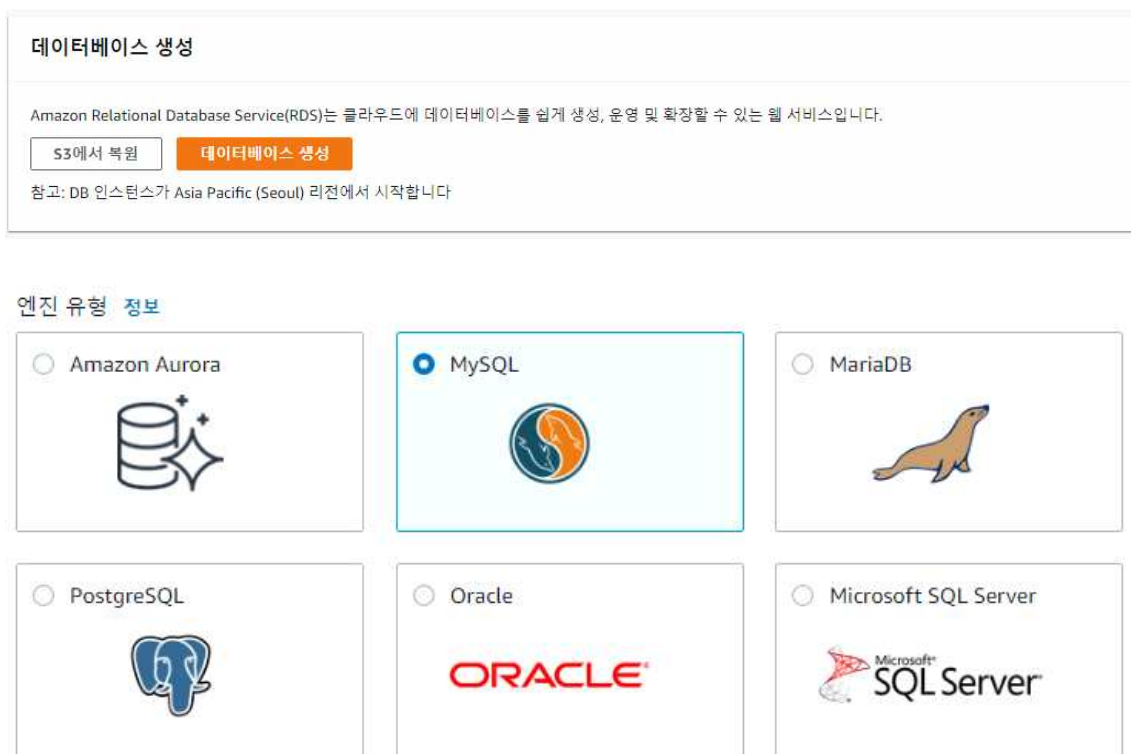 데이터베이스 생성
Amazon Relational Database Service(RDS)는 클라우드에 데이터베이스를 쉽게 생성, 운영 및 확장할 수 있는 웹 서비스입니다.
S3에서 복원 데이터베이스 생성
참고: DB 인스턴스가 Asia Pacific (Seoul) 리전에서 시작합니다
엔진 유형 정보
Amazon Aurora MySQL MariaDB
PostgreSQL Oracle Microsoft SQL Server
ORACLE
Microsoft
SQL Server